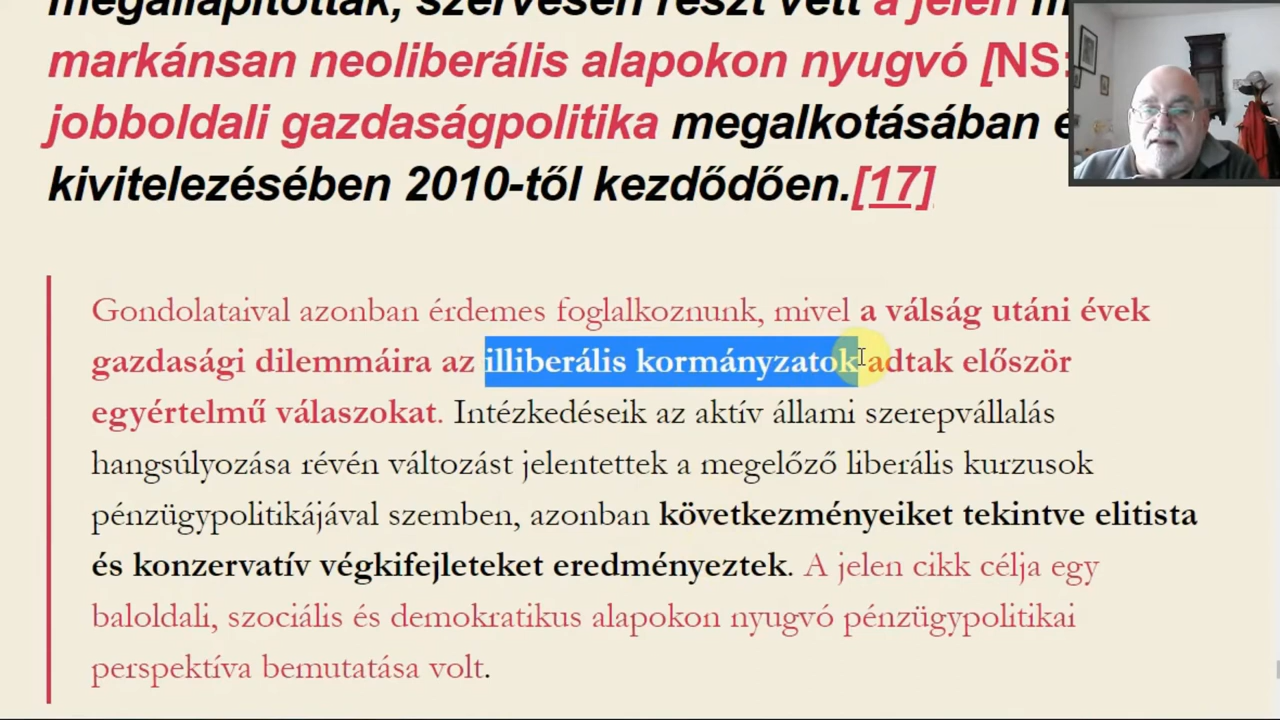 megállapították, szervesen részt vett a jelen
markánsan neoliberális alapokon nyugvó [NS:
jobboldali gazdaságpolitika megalkotásában
kivitelezésében 2010-től kezdődően.[17]
Gondolataival azonban érdemes foglalkoznunk, mivel a válság utáni évek
gazdasági dilemmáira az illiberális kormányzatok adtak először
egyértelmű válaszokat. Intézkedéseik az aktív állami szerepvállalás
hangsúlyozása révén változást jelentettek a megelőző liberális kurzusok
pénzügypolitikájával szemben, azonban következményeiket tekintve elitista
és konzervatív végkifejleteket eredményeztek. A jelen cikk célja egy
baloldali, szociális és demokratikus alapokon nyugvó pénzügypolitikai
perspektíva bemutatása volt.